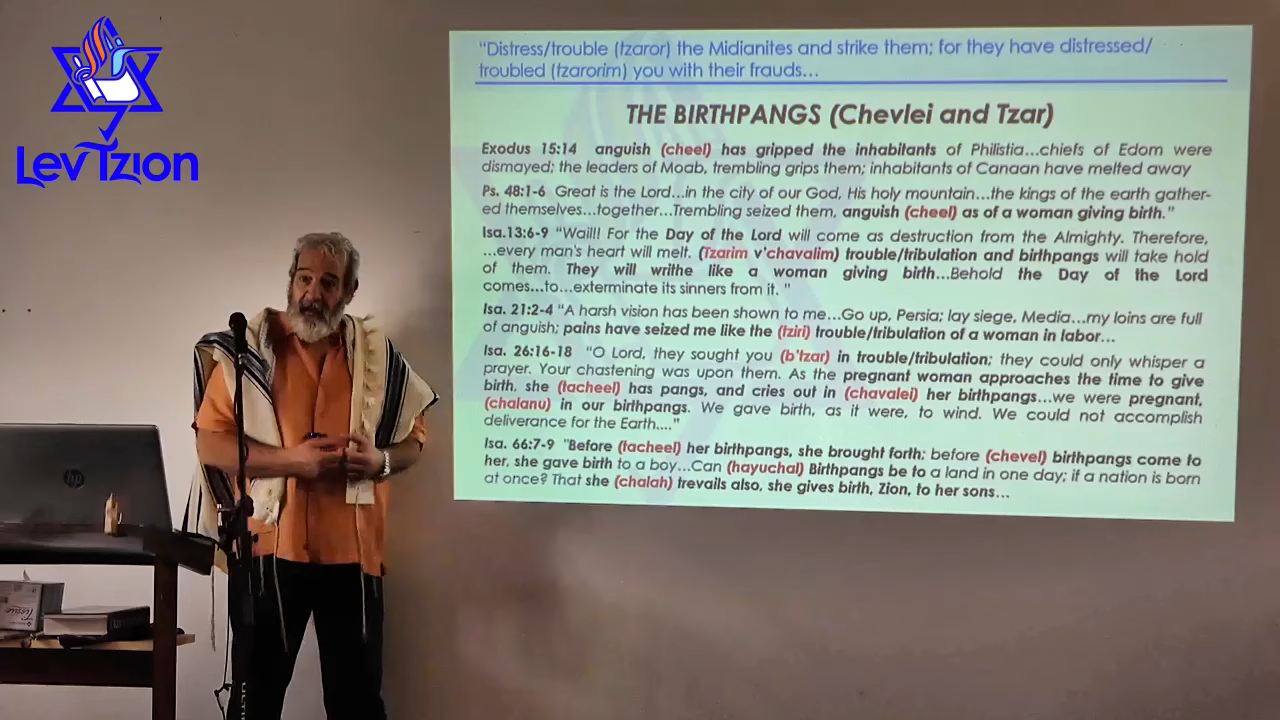 Lev Tzion
"Distress/trouble (tzaror) the Midianites and strike them; for they have distressed/
troubled (tzarorim) you with their frauds…
THE BIRTHPANGS (Chevlei and Tzar)
Exodus 15:14 anguish (cheel) has gripped the inhabitants of Philistia…chiefs of Edom were
dismayed; the leaders of Moab, trembling grips them; inhabitants of Canaan have melted away
Ps. 48:1-6 Great is the Lord…in the city of our God, His holy mountain…the kings of the earth gather-
ed themselves…together…Trembling seized them, anguish (cheel) as of a woman giving birth."
Isa.13:6-9 "Wail!! For the Day of the Lord will come as destruction from the Almighty. Therefore,
…every man's heart will melt. (Tzarim v'chavalim) trouble/tribulation and birthpangs will take hold
of them. They will writhe like a woman giving birth…Behold the Day of the Lord
comes…to…exterminate its sinners from it. "
Isa. 21:2-4 "A harsh vision has been shown to me…Go up, Persia; lay siege, Media…my loins are full
of anguish; pains have seized me like the (tziri) trouble/tribulation of a woman in labor…
Isa. 26:16-18 "O Lord, they sought you (b'tzar) in trouble/tribulation; they could only whisper a
prayer. Your chastening was upon them. As the pregnant woman approaches the time to give
birth, she (tacheel) has pangs, and cries out in (chavalei) her birthpangs…we were pregnant,
(chalanu) in our birthpangs. We gave birth, as it were, to wind. We could not accomplish
deliverance for the Earth...."
Isa. 66:7-9 "Before (tacheel) her birthpangs, she brought forth; before (chevel) birthpangs come to
her, she gave birth to a boy…Can (hayuchal) Birthpangs be to a land in one day; if a nation is born
at once? That she (chalah) trevails also, she gives birth, Zion, to her sons…
hp